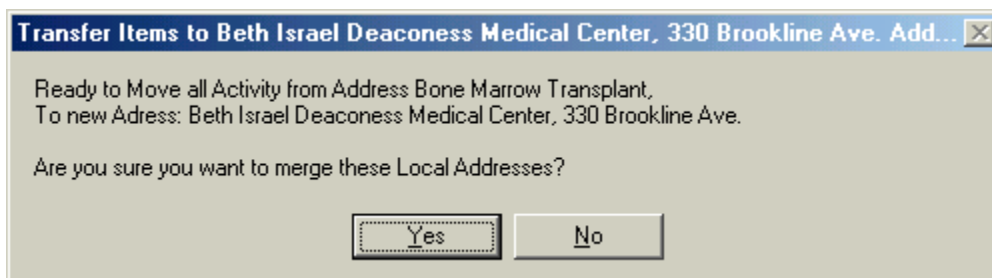 Transfer Items to Beth Israel Deaconess Medical Center, 330 Brookline Ave. Add...
Ready to Move all Activity from Address Bone Marrow Transplant,
To new Adress: Beth Israel Deaconess Medical Center, 330 Brookline Ave.
Are you sure you want to merge these Local Addresses?
Yes No